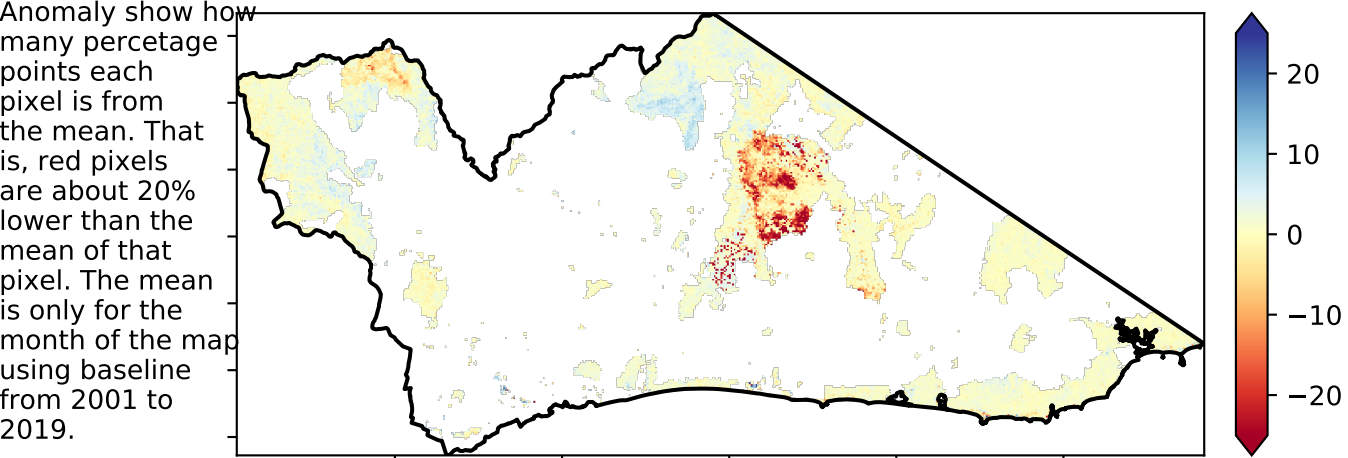 Anomaly show how
many percetage
points each
pixel is from
the mean. That
is, red pixels
are about 20%
lower than the
mean of that
pixel. The mean
is only for the
month of the map
using baseline
from 2001 to
2019.
20
10
0
−10
−20